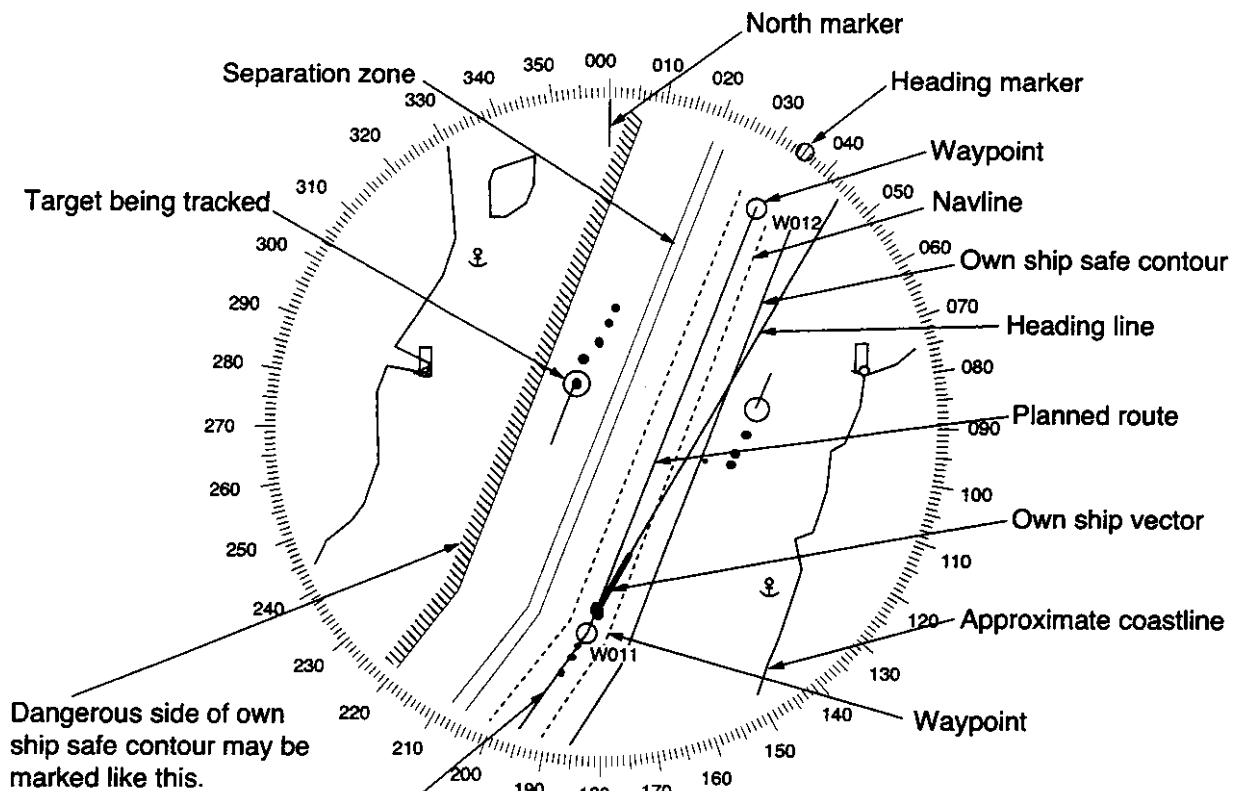 North marker
Separation zone
Heading marker
Waypoint
Target being tracked
Navline
W012
Own ship safe contour
Heading line
Planned route
Own ship vector
Approximate coastline
W011
Waypoint
Dangerous side of own
ship safe contour may be
marked like this.
000
010
020
030
040
050
060
070
080
090
100
110
120
130
140
150
160
170
180
190
200
210
220
230
240
250
260
270
280
290
300
310
320
330
340
350